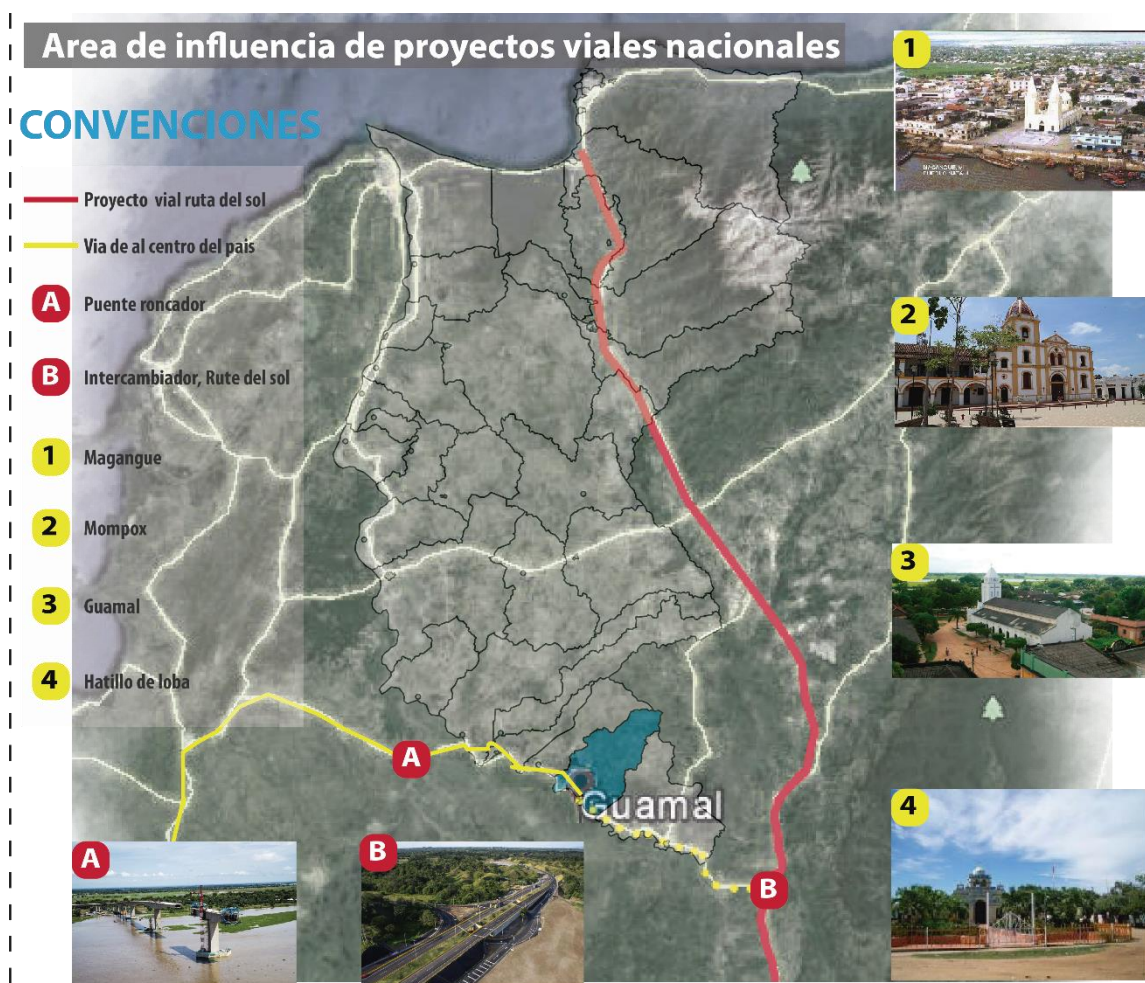 Area de influencia de proyectos viales nacionales
CONVENCIONES
Proyecto vial ruta del sol
Via de al centro del pais
A Puente roncador
B Intercambiador, Rute del sol
1 Magangue
2 Mompox
3 Guamal
4 Hatillo de loba
1
2
3
4
A
Guamal
B
A
B